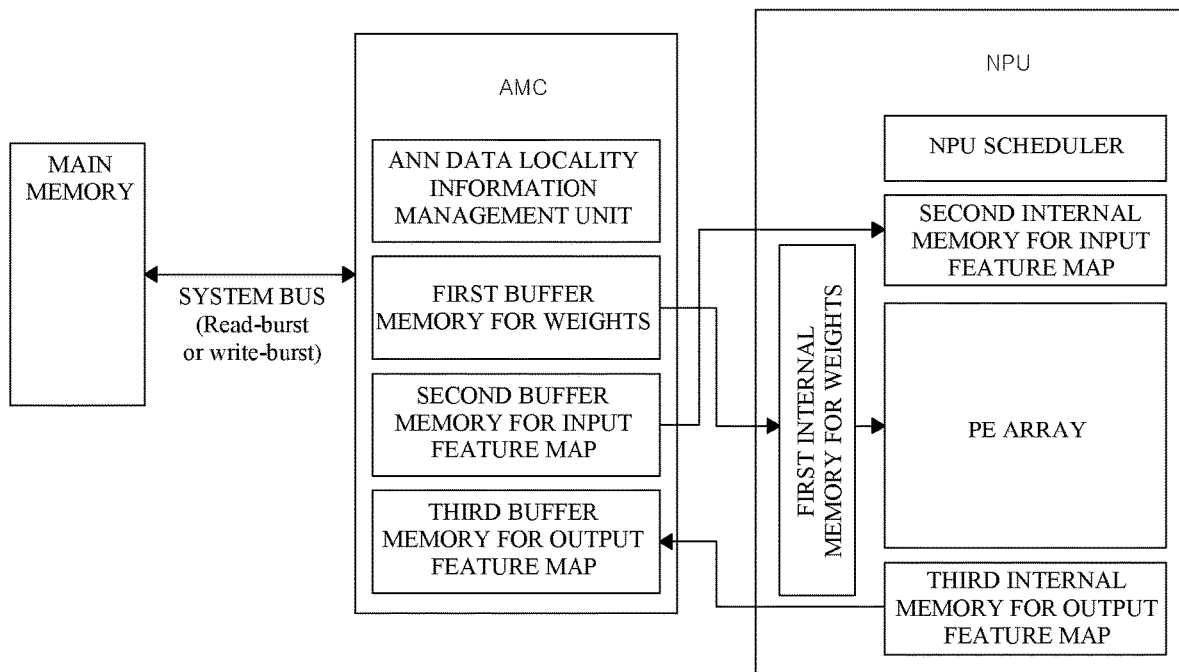 MAIN
MEMORY
SYSTEM BUS
(Read-burst
or write-burst)
AMC
ANN DATA LOCALITY
INFORMATION
MANAGEMENT UNIT
FIRST BUFFER
MEMORY FOR WEIGHTS
SECOND BUFFER
MEMORY FOR INPUT
FEATURE MAP
THIRD BUFFER
MEMORY FOR OUTPUT
FEATURE MAP
NPU
FIRST INTERNAL
MEMORY FOR WEIGHTS
NPU SCHEDULER
SECOND INTERNAL
MEMORY FOR INPUT
FEATURE MAP
PE ARRAY
THIRD INTERNAL
MEMORY FOR OUTPUT
FEATURE MAP